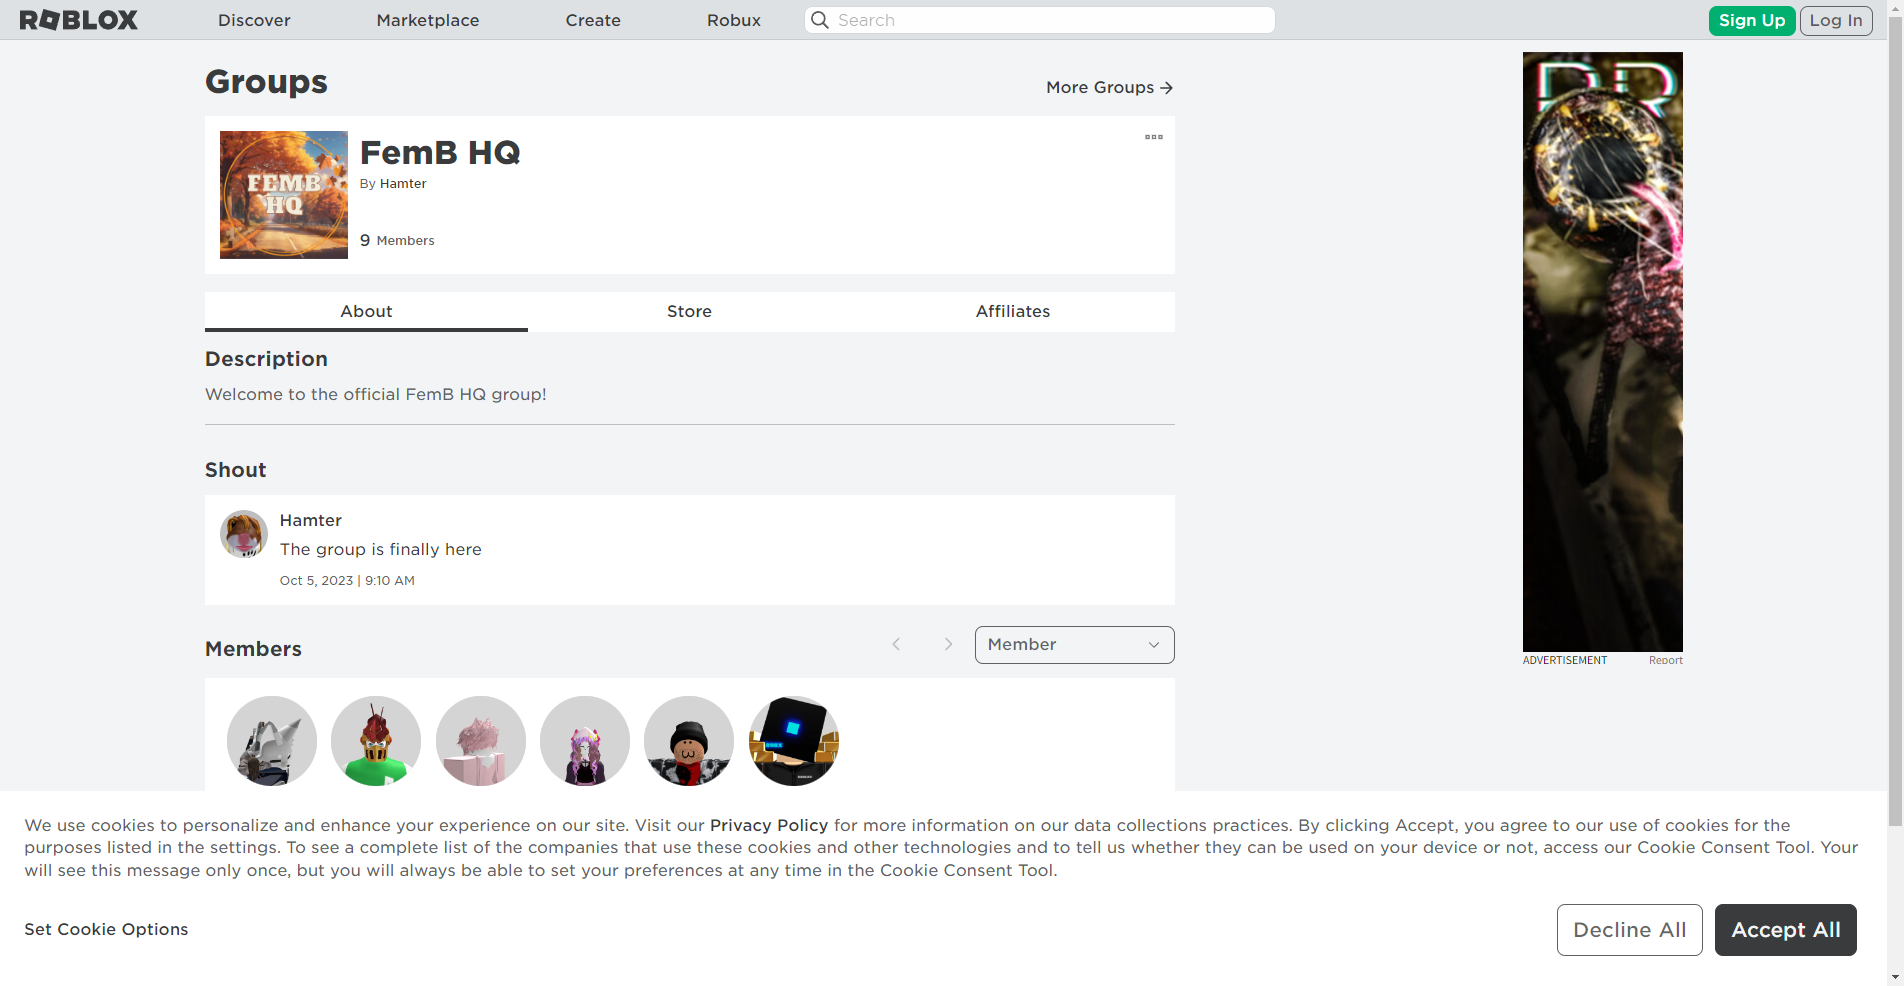 ROBLOX
Discover
Marketplace
Create
Robux
Search
Sign Up
Log In
Groups
More Groups
FEMB
HQ
FemB HQ
By Hamter
9 Members
About
Store
Affiliates
Description
Welcome to the official FemB HQ group!
Shout
Hamter
The group is finally here
Oct 5, 2023 | 9:10 AM
Members
Member
ADVERTISEMENT
Report
We use cookies to personalize and enhance your experience on our site. Visit our Privacy Policy for more information on our data collections practices. By clicking Accept, you agree to our use of cookies for the
purposes listed in the settings. To see a complete list of the companies that use these cookies and other technologies and to tell us whether they can be used on your device or not, access our Cookie Consent Tool. Your
will see this message only once, but you will always be able to set your preferences at any time in the Cookie Consent Tool.
Set Cookie Options
Decline All
Accept All